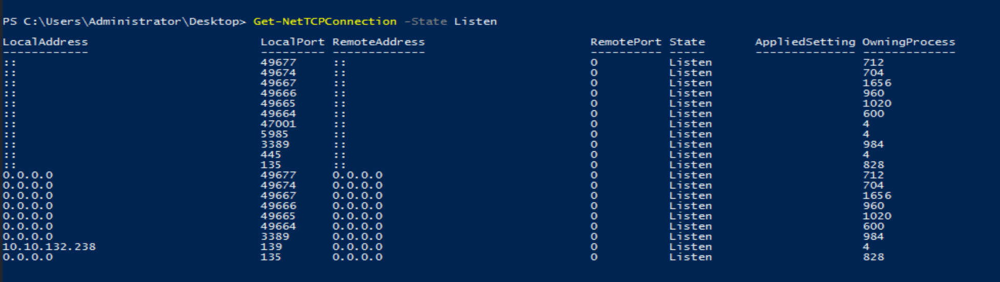 PS C:\Users\Administrator\Desktop> Get-NetTCPConnection -State Listen
LocalAddress LocalPort RemoteAddress RemotePort State AppliedSetting OwningProcess
------------ --------- ------------- ---------- ----- -------------- -------------
:: 49677 :: 0 Listen 712
:: 49674 :: 0 Listen 704
:: 49667 :: 0 Listen 1656
:: 49666 :: 0 Listen 960
:: 49665 :: 0 Listen 1020
:: 49664 :: 0 Listen 600
:: 47001 :: 0 Listen 4
:: 5985 :: 0 Listen 4
:: 3389 :: 0 Listen 984
:: 445 :: 0 Listen 4
:: 135 :: 0 Listen 828
0.0.0.0 49677 0.0.0.0 0 Listen 712
0.0.0.0 49674 0.0.0.0 0 Listen 704
0.0.0.0 49667 0.0.0.0 0 Listen 1656
0.0.0.0 49666 0.0.0.0 0 Listen 960
0.0.0.0 49665 0.0.0.0 0 Listen 1020
0.0.0.0 49664 0.0.0.0 0 Listen 600
0.0.0.0 3389 0.0.0.0 0 Listen 984
10.10.132.238 139 0.0.0.0 0 Listen 4
0.0.0.0 135 0.0.0.0 0 Listen 828